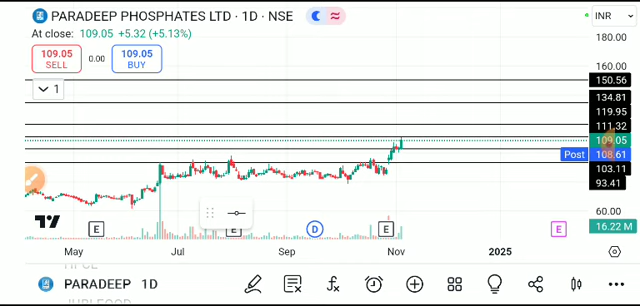 PARADEEP PHOSPHATES LTD · 1D · NSE
INR
At close: 109.05 +5.32 (+5.13%)
109.05 SELL
0.00
109.05 BUY
1
180.00
160.00
150.56
134.81
119.95
111.32
109.05
Post 108.61
103.11
93.41
60.00
16.22 M
E
E
D
E
E
May
Jul
Sep
Nov
2025
PARADEEP 1D